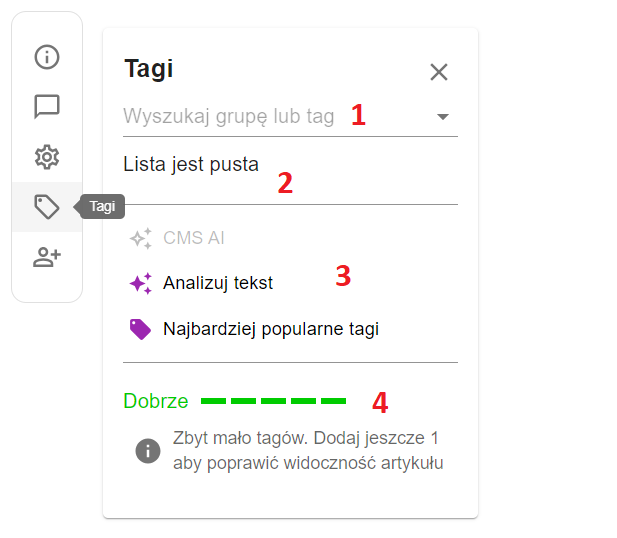 Tagi
Wyszukaj grupę lub tag 1
Lista jest pusta
2
Tagi
CMS AI
Analizuj tekst
3
Najbardziej popularne tagi
Dobrze
4
Zbyt mało tagów. Dodaj jeszcze 1
aby poprawić widoczność artykułu